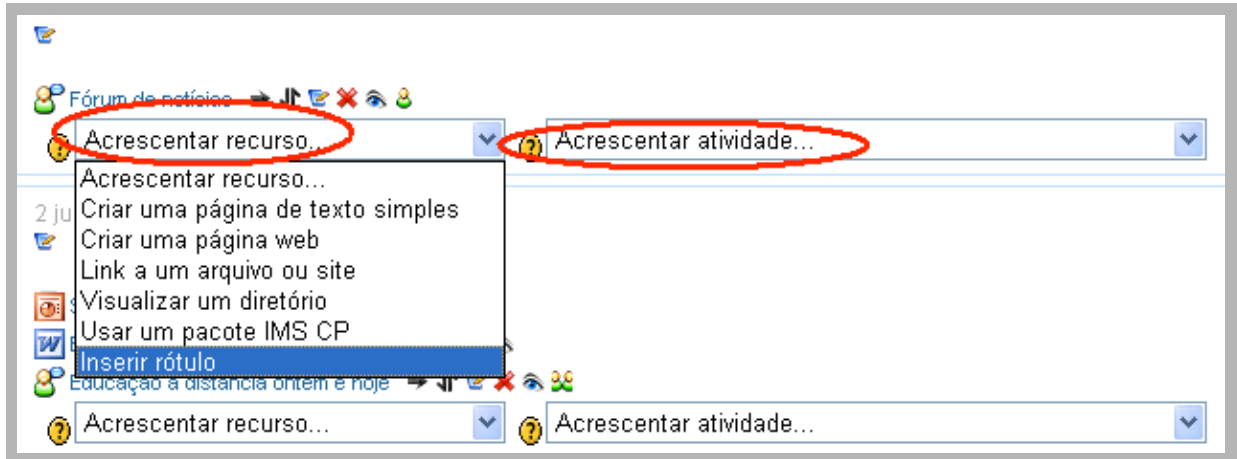 Fórum de notícias
Acrescentar recurso...
Acrescentar atividade...
Acrescentar recurso...
Criar uma página de texto simples
2 ju
Criar uma página web
Link a um arquivo ou site
Visualizar um diretório
Usar um pacote IMS CP
Inserir rótulo
Educação a distância ontem e hoje
Acrescentar recurso...
Acrescentar atividade...